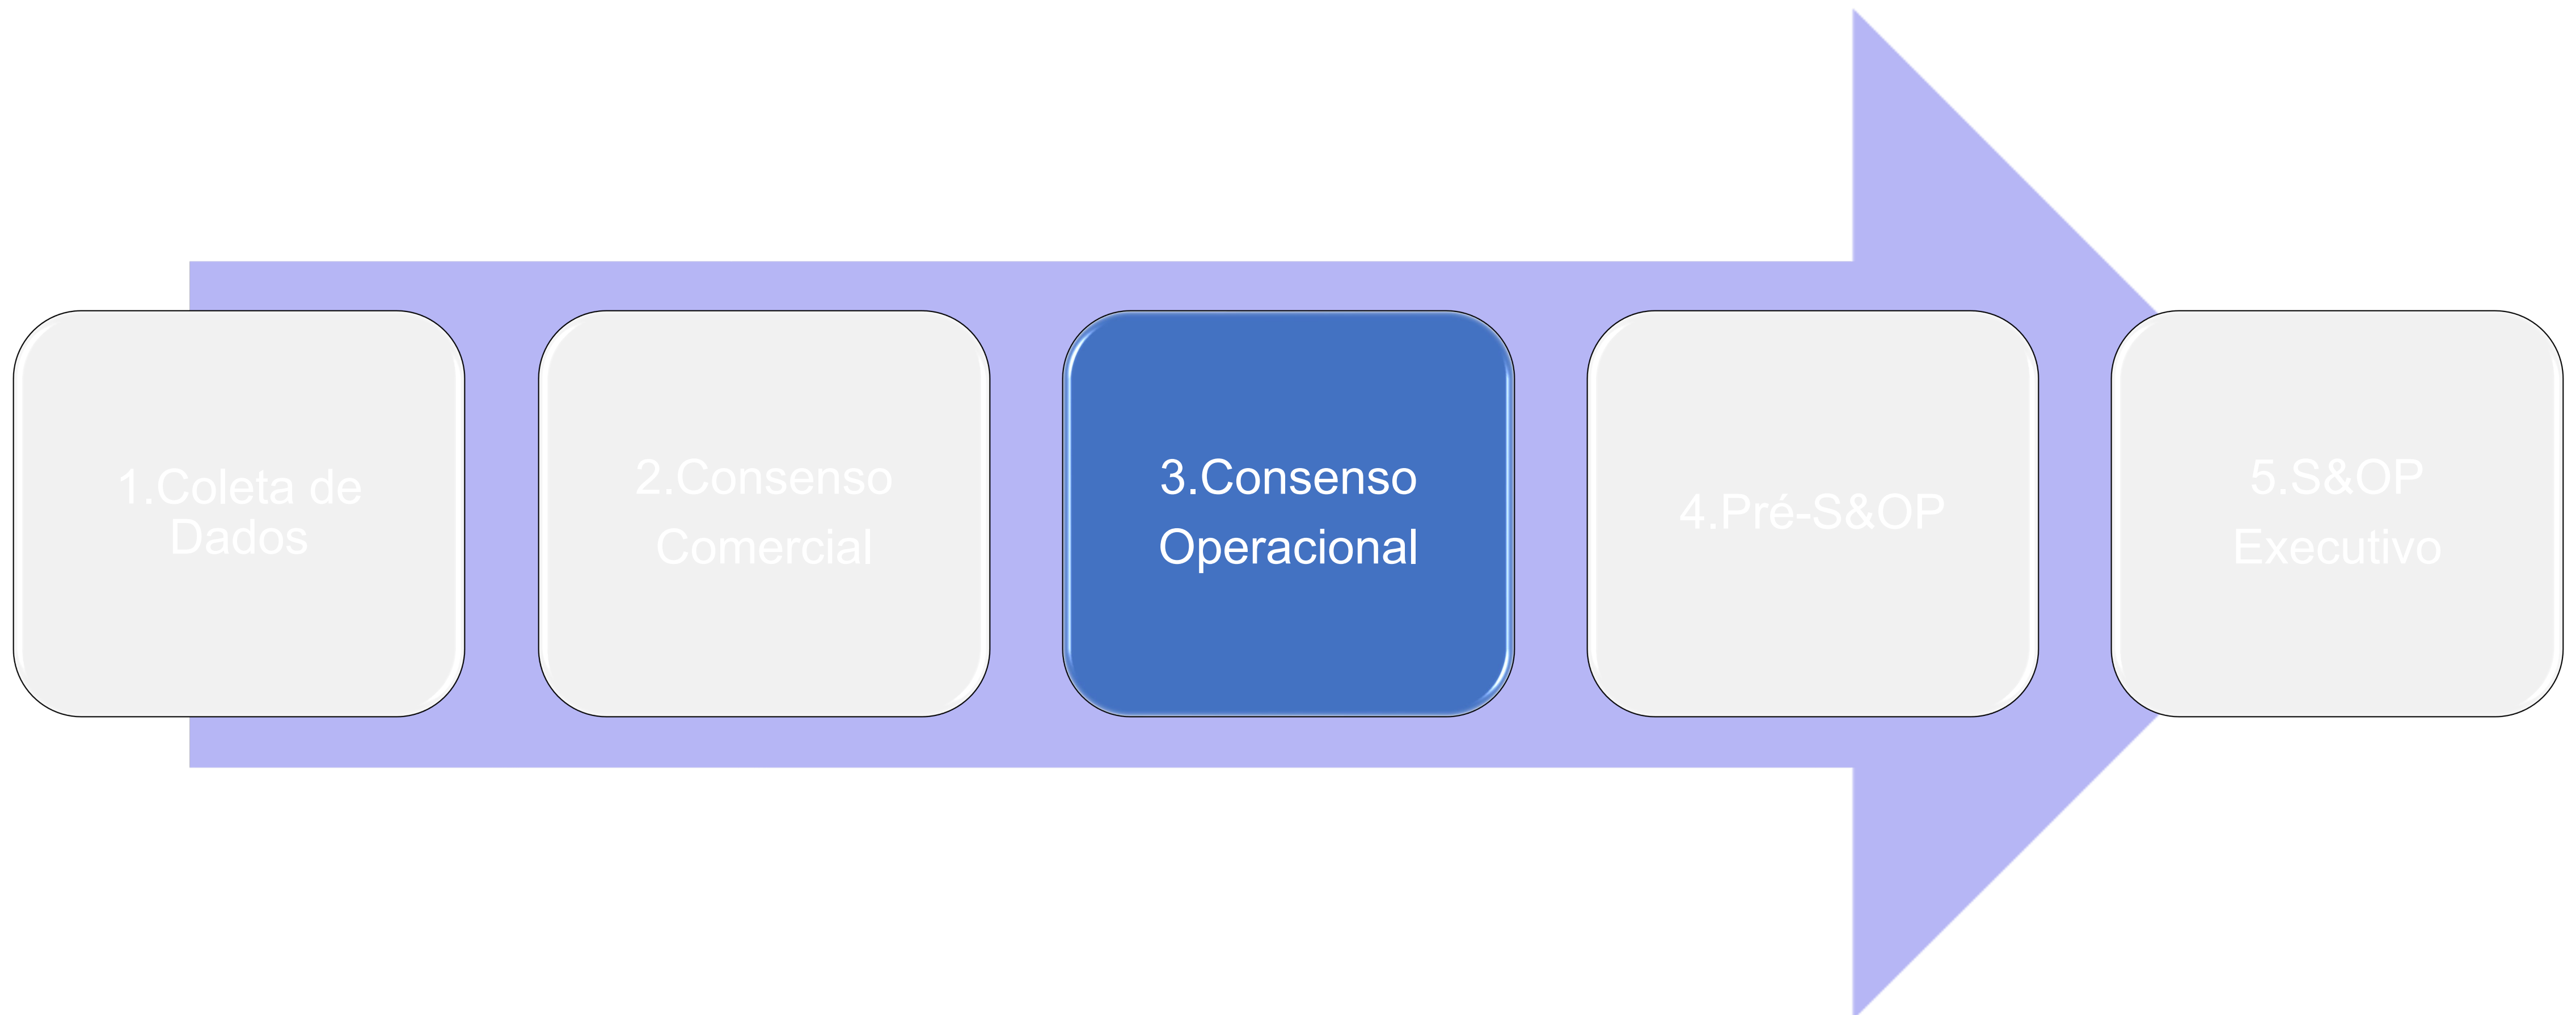 1.Coleta de
Dados
2.Consenso
Comercial
3.Consenso
Operacional
4.Pré-S&OP
5.S&OP
Executivo